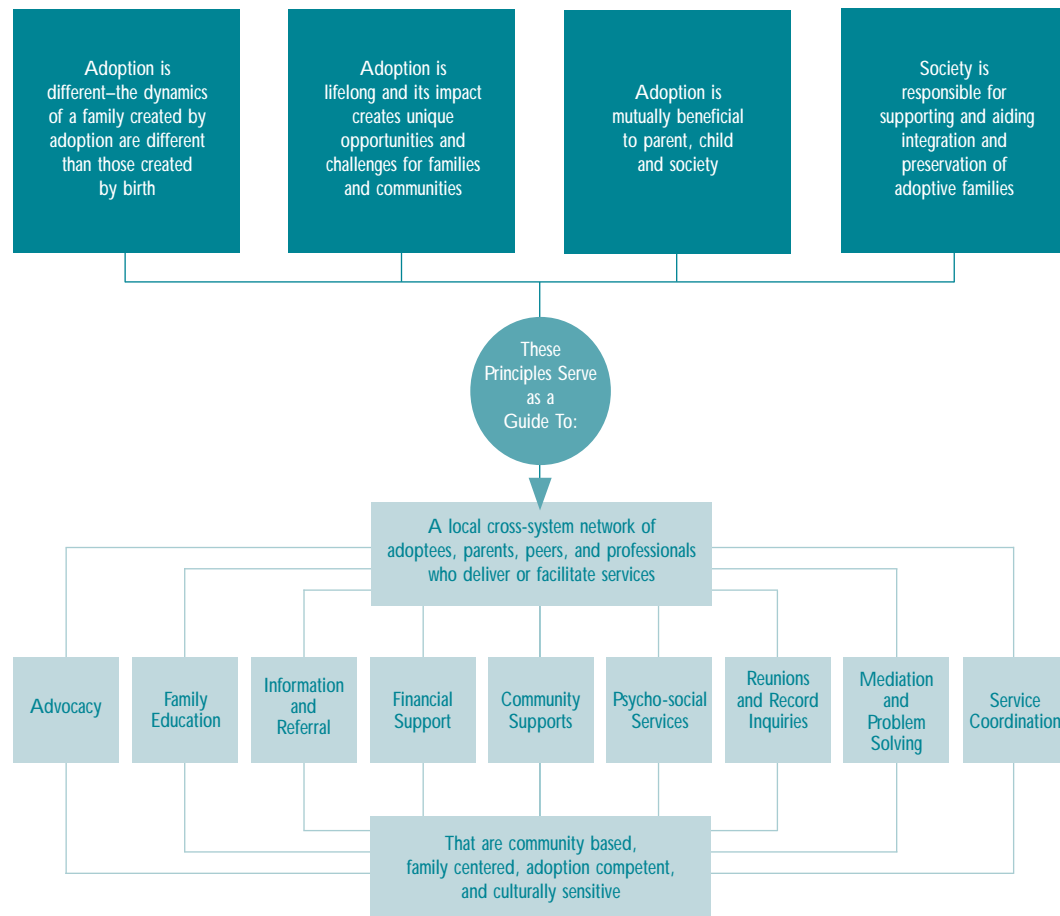 Adoption is
different–the dynamics
of a family created by
adoption are different
than those created
by birth
Adoption is
lifelong and its impact
creates unique
opportunities and
challenges for families
and communities
Adoption is
mutually beneficial
to parent, child
and society
Society is
responsible for
supporting and aiding
integration and
preservation of
adoptive families
These
Principles Serve
as a
Guide To:
A local cross-system network of
adoptees, parents, peers, and professionals
who deliver or facilitate services
Advocacy
Family
Education
Information
and
Referral
Financial
Support
Community
Supports
Psycho-social
Services
Reunions
and Record
Inquiries
Mediation
and
Problem
Solving
Service
Coordination
That are community based,
family centered, adoption competent,
and culturally sensitive